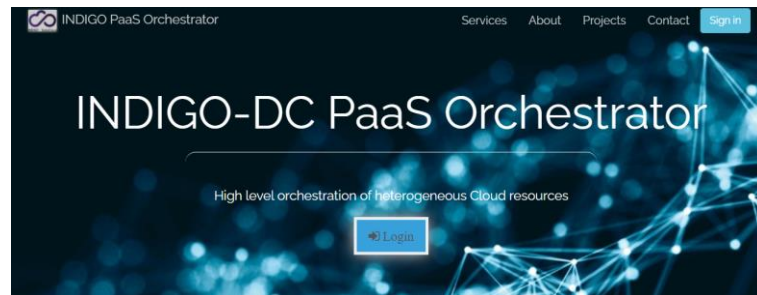 INDIGO PaaS Orchestrator Services About Projects Contact Sign in
INDIGO-DC PaaS Orchestrator
High level orchestration of heterogeneous Cloud resources
Login